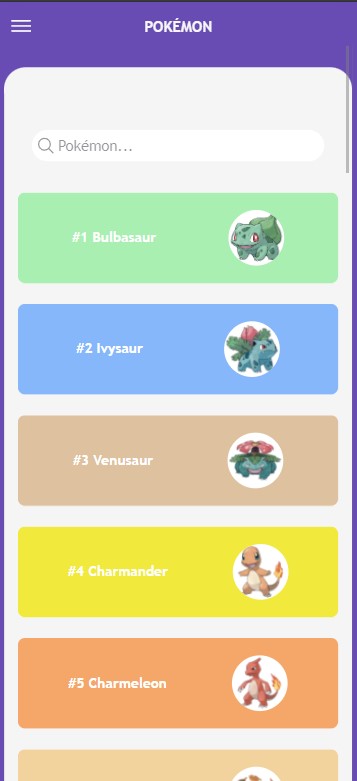 POKÉMON
Pokémon...
#1 Bulbasaur
#2 Ivysaur
#3 Venusaur
#4 Charmander
#5 Charmeleon